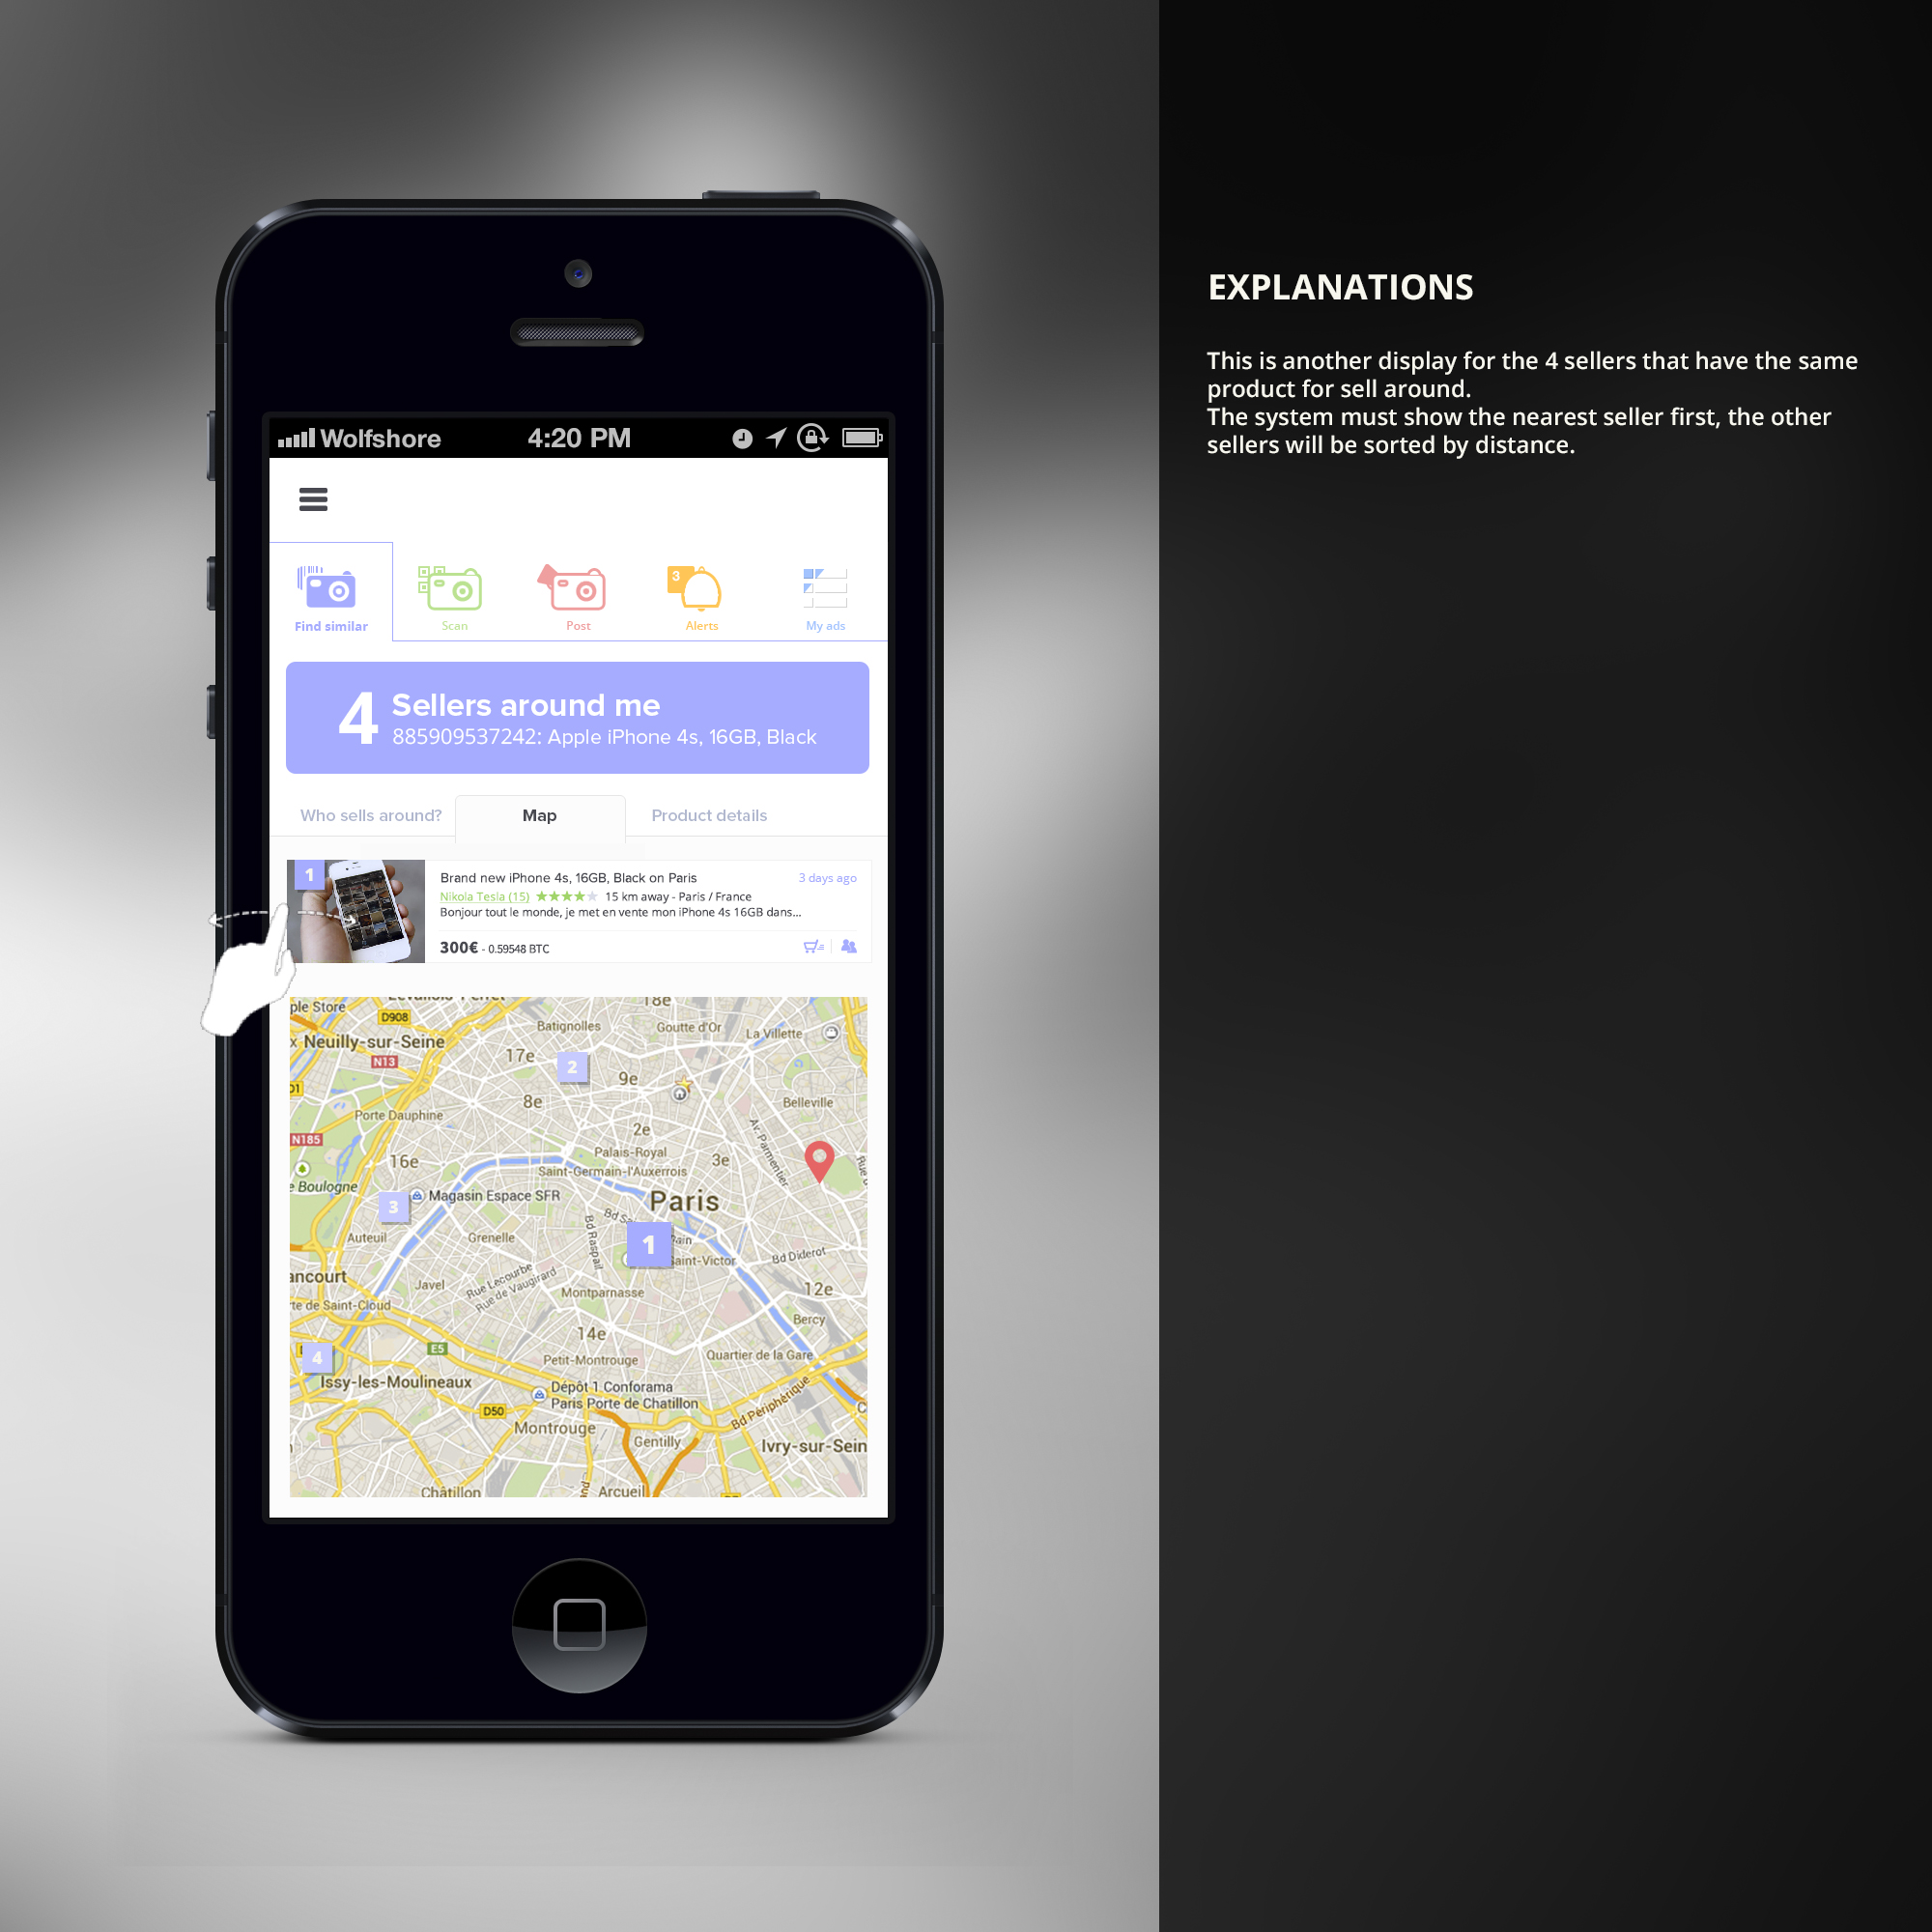 Wolfshore 4:20 PM
Find similar
Scan
Post
3
Alerts
My ads
4 Sellers around me
885909537242: Apple iPhone 4s, 16GB, Black
Who sells around? Map Product details
1
Brand new iPhone 4s, 16GB, Black on Paris 3 days ago
Nikola Tesla (15) 15 km away - Paris / France
Bonjour tout le monde, je met en vente mon iPhone 4s 16GB dans...
300€ - 0.59548 BTC
ple Store
D908
18e
Batignolles
Goutte d'Or
La Villette
x Neuilly-sur-Seine
N13
17e
2
9e
8e
Belleville
Porte Dauphine
2e
N185
16e
Palais-Royal
3e
Av. Parmentier
Saint-Germain-l'Auxerrois
e Boulogne
Magasin Espace SFR
Paris
3
Auteuil
Grenelle
Bd Raspail
1
Saint-Victor
Bd Diderot
ancourt
Javel
Rue Lecourbe
Rue de Vaugirard
Montparnasse
12e
rte de Saint-Cloud
Bercy
14e
4
E5
Petit-Montrouge
Quartier de la Gare
Issy-les-Moulineaux
Dépôt 1 Conforama
Paris Porte de Chatillon
D50
Montrouge
Bd Périphérique
Gentilly
Ivry-sur-Sein
Châtillon
Arcueil
EXPLANATIONS
This is another display for the 4 sellers that have the same
product for sell around.
The system must show the nearest seller first, the other
sellers will be sorted by distance.